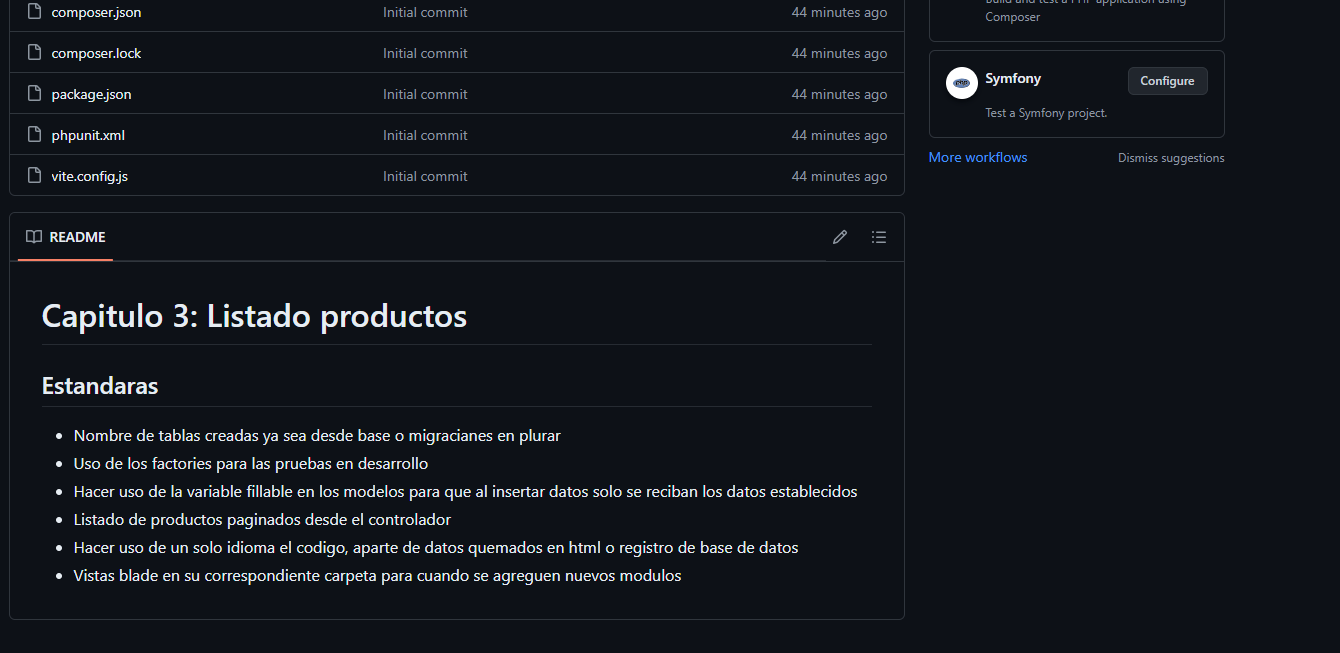 composer.json Initial commit 44 minutes ago
composer.lock Initial commit 44 minutes ago
package.json Initial commit 44 minutes ago
phpunit.xml Initial commit 44 minutes ago
vite.config.js Initial commit 44 minutes ago
README
Capitulo 3: Listado productos
Estandaras
Nombre de tablas creadas ya sea desde base o migracianes en plurar
Uso de los factories para las pruebas en desarrollo
Hacer uso de la variable fillable en los modelos para que al insertar datos solo se reciban los datos establecidos
Listado de productos paginados desde el controlador
Hacer uso de un solo idioma el codigo, aparte de datos quemados en html o registro de base de datos
Vistas blade en su correspondiente carpeta para cuando se agreguen nuevos modulos
Build and test a PHP application using
Composer
Symfony
Configure
Test a Symfony project.
More workflows Dismiss suggestions